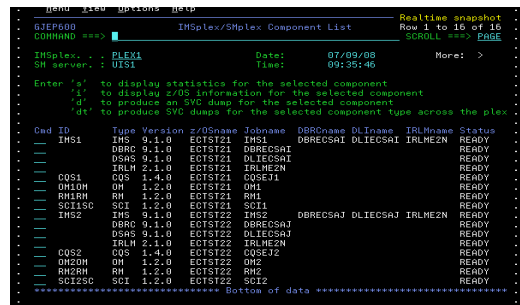 Menu View Options Help
Realtime snapshot
GJEP600 IMSplex/SMplex Component List Row 1 to 16 of 16
COMMAND ===> SCROLL ===> PAGE
IMSplex. . : PLEX1 Date: 07/09/08 More: >
SM server. : UIS1 Time: 09:35:46
Enter 's' to display statistics for the selected component
'i' to display z/OS information for the selected component
'd' to produce an SVC dump for the selected component
'dt' to produce SVC dumps for the selected component type across the plex
Cmd ID Type Version z/OSname Jobname DBRCname DLIname IRLMname Status
IMS1 IMS 9.1.0 ECTST21 IMS1 DBRECSAJ DLIECSAJ IRLME2N READY
DBRC 9.1.0 ECTST21 DBRECSAJ READY
DSAS 9.1.0 ECTST21 DLIECSAJ READY
IRLM 2.1.0 ECTST21 IRLME2N READY
CQS1 CQS 1.4.0 ECTST21 CQSEJ1 READY
OM1OM OM 1.2.0 ECTST21 OM1 READY
RM1RM RM 1.2.0 ECTST21 RM1 READY
SCI1SC SCI 1.2.0 ECTST21 SCI1 READY
IMS2 IMS 9.1.0 ECTST22 IMS2 DBRECSAJ DLIECSAJ IRLME2N READY
DBRC 9.1.0 ECTST22 DBRECSAJ READY
DSAS 9.1.0 ECTST22 DLIECSAJ READY
IRLM 2.1.0 ECTST22 IRLME2N READY
CQS2 CQS 1.4.0 ECTST22 CQSEJ2 READY
OM2OM OM 1.2.0 ECTST22 OM2 READY
RM2RM RM 1.2.0 ECTST22 RM2 READY
SCI2SC SCI 1.2.0 ECTST22 SCI2 READY
******************************* Bottom of data ********************************